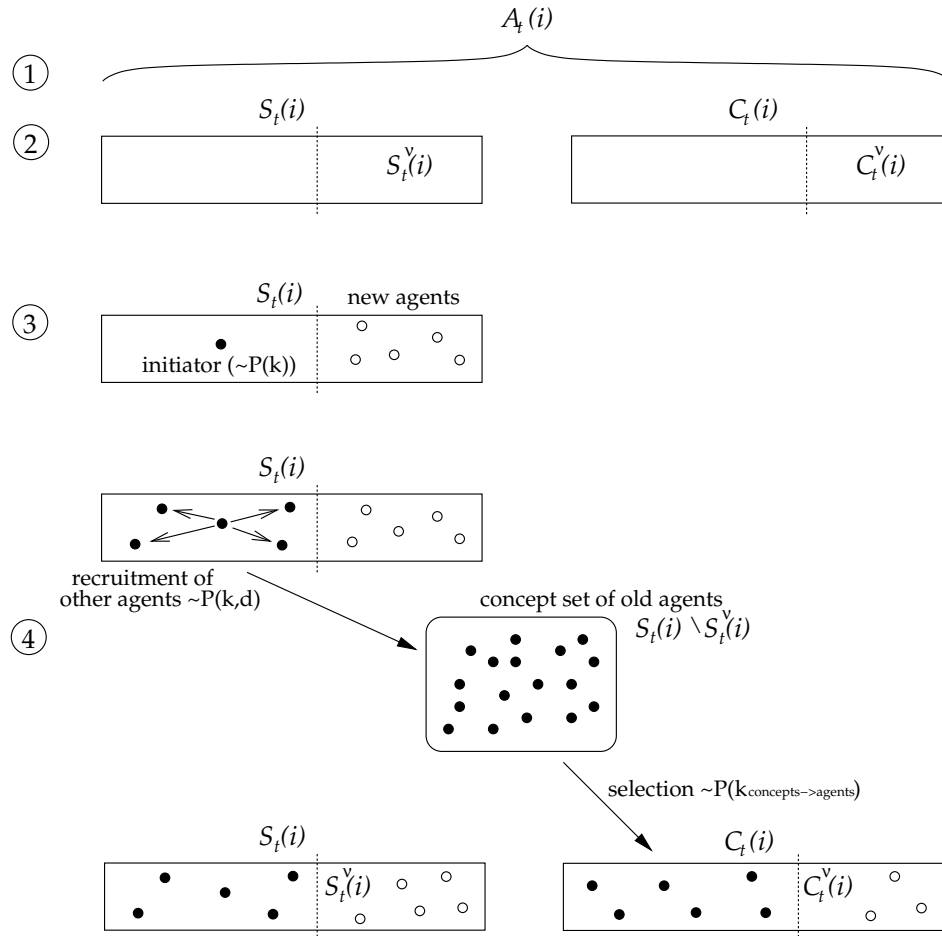 A_t(i)
1
S_t(i) C_t(i)
2
S_t^ν(i) C_t^ν(i)
S_t(i) new agents
3
initiator (~P(k))
S_t(i)
recruitment of
other agents ~P(k,d)
concept set of old agents
S_t(i) \ S_t^ν(i)
4
selection ~P(k_concepts->agents)
S_t(i) C_t(i)
S_t^ν(i) C_t^ν(i)